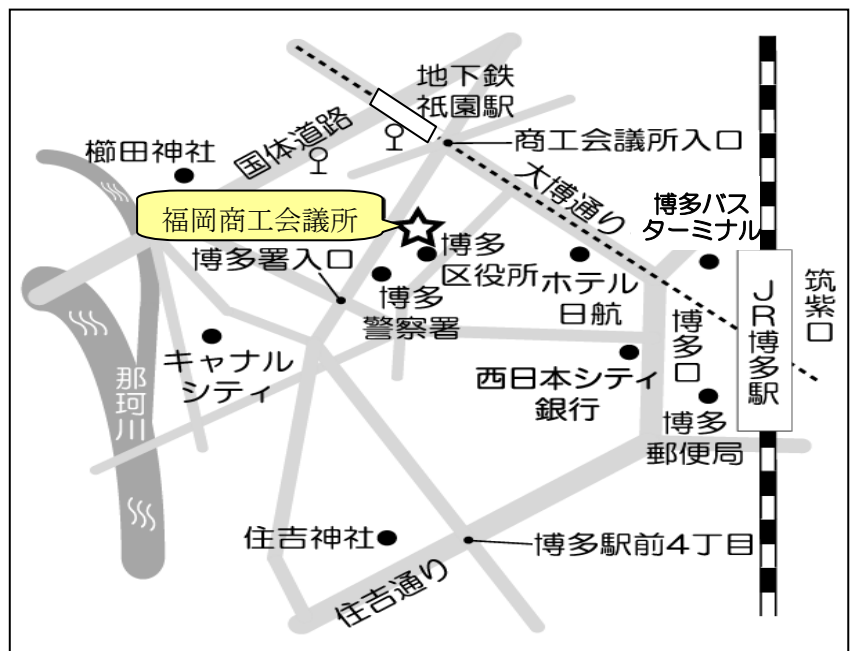 地下鉄
祇園駅
商工会議所入口
国体道路
櫛田神社
大博通り
博多バス
ターミナル
福岡商工会議所
博多
区役所
博多署入口
博多
警察署
ホテル
日航
JR博多駅
筑紫口
博多口
キャナル
シティ
那珂川
西日本シティ
銀行
博多
郵便局
住吉神社
博多駅前4丁目
住吉通り